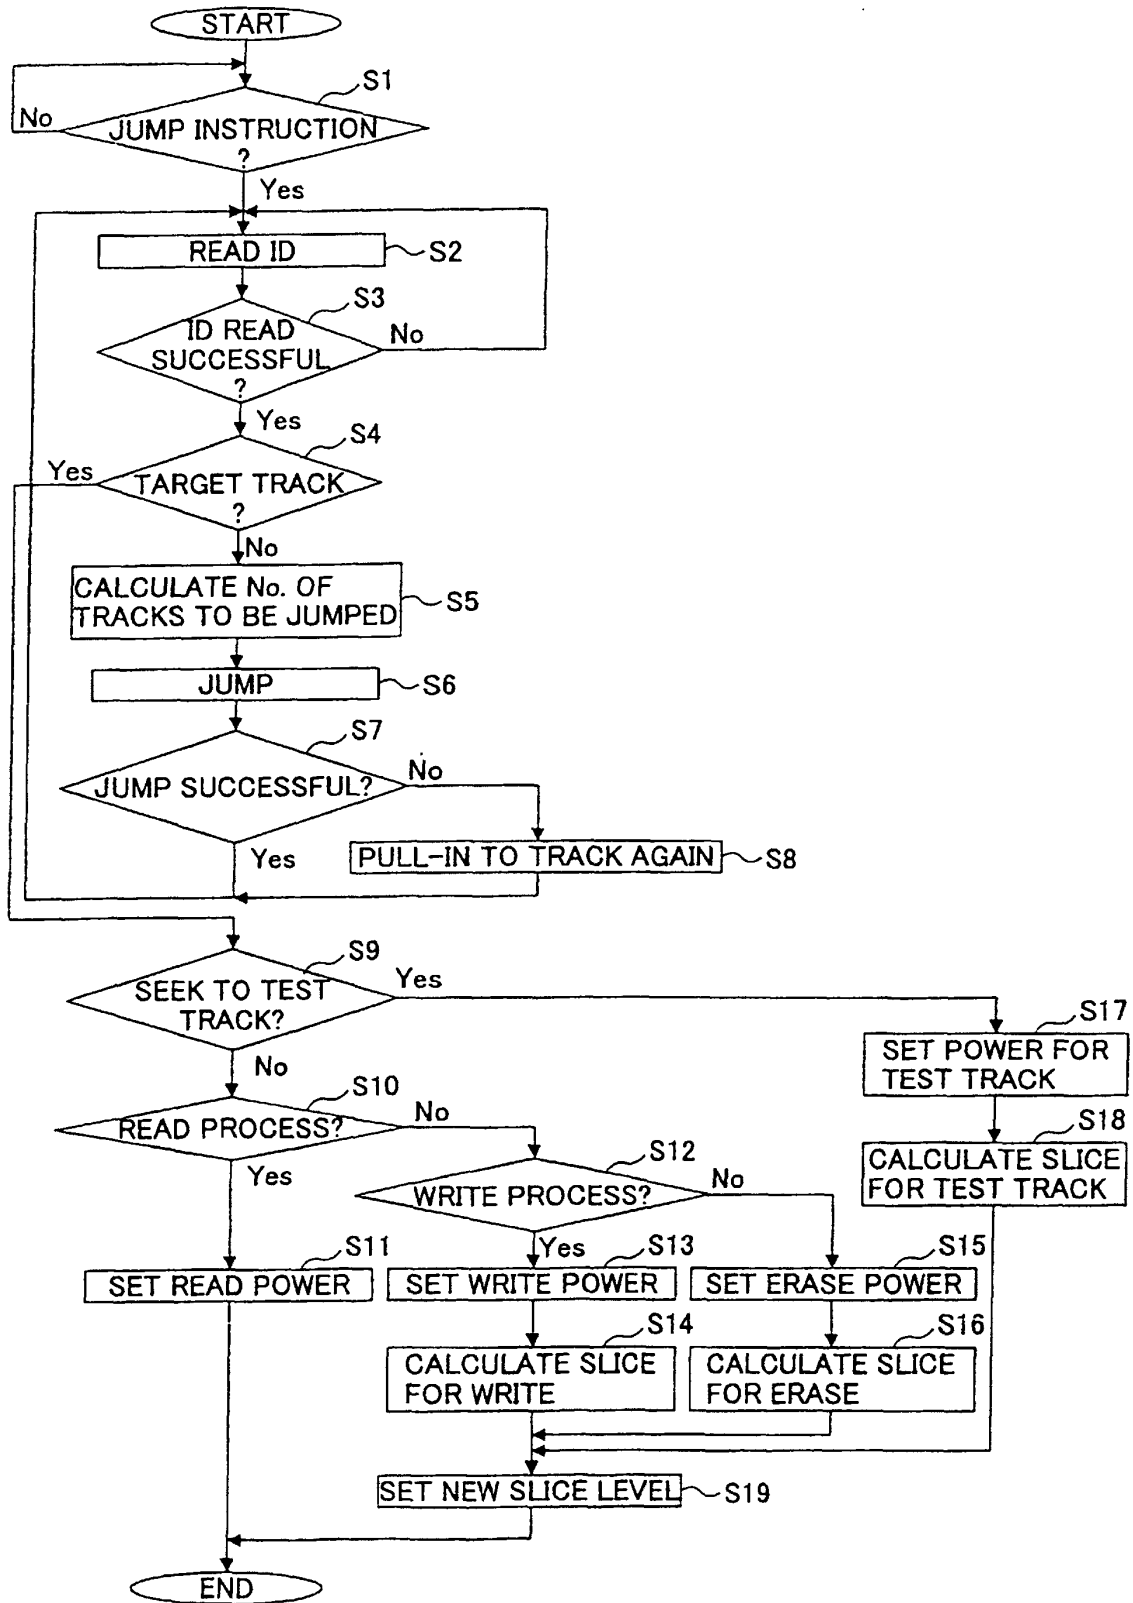 START
S1
No
JUMP INSTRUCTION
?
Yes
READ ID
S2
S3
ID READ
SUCCESSFUL
?
No
Yes
S4
Yes
TARGET TRACK
?
No
CALCULATE No. OF
TRACKS TO BE JUMPED
S5
JUMP
S6
S7
JUMP SUCCESSFUL?
No
Yes
PULL-IN TO TRACK AGAIN
S8
S9
SEEK TO TEST
TRACK?
Yes
No
S17
SET POWER FOR
TEST TRACK
S10
READ PROCESS?
No
Yes
S18
CALCULATE SLICE
FOR TEST TRACK
S12
WRITE PROCESS?
No
Yes
S11
SET READ POWER
S13
SET WRITE POWER
S15
SET ERASE POWER
S14
CALCULATE SLICE
FOR WRITE
S16
CALCULATE SLICE
FOR ERASE
SET NEW SLICE LEVEL
S19
END